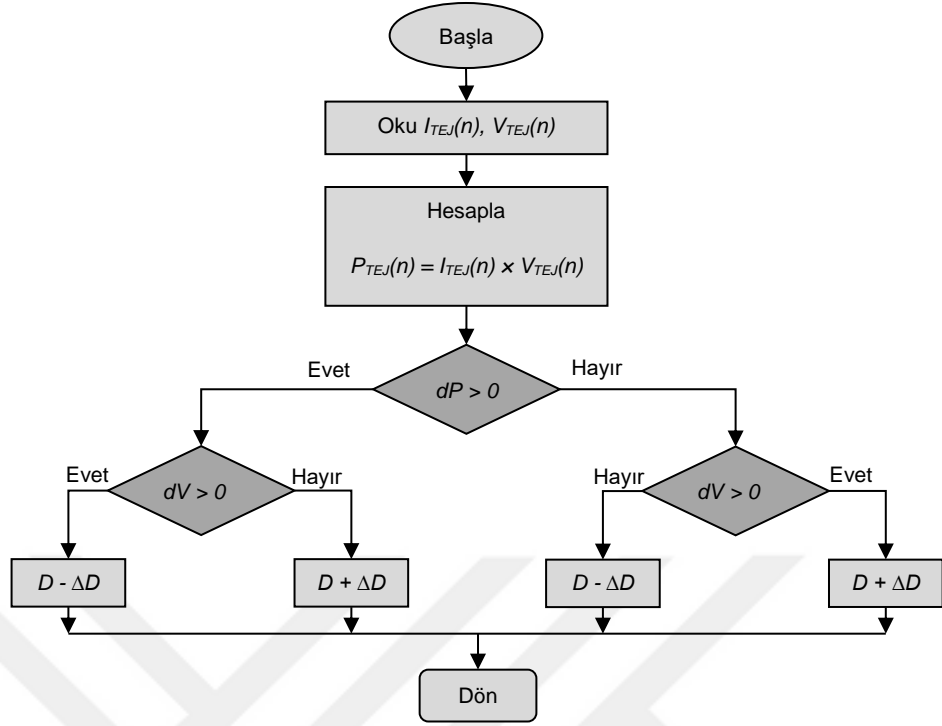 Başla
Oku I_TEJ(n), V_TEJ(n)
Hesapla
P_TEJ(n) = I_TEJ(n) × V_TEJ(n)
Evet
Hayır
dP > 0
Evet
Hayır
Hayır
Evet
dV > 0
dV > 0
D - ΔD
D + ΔD
D - ΔD
D + ΔD
Dön